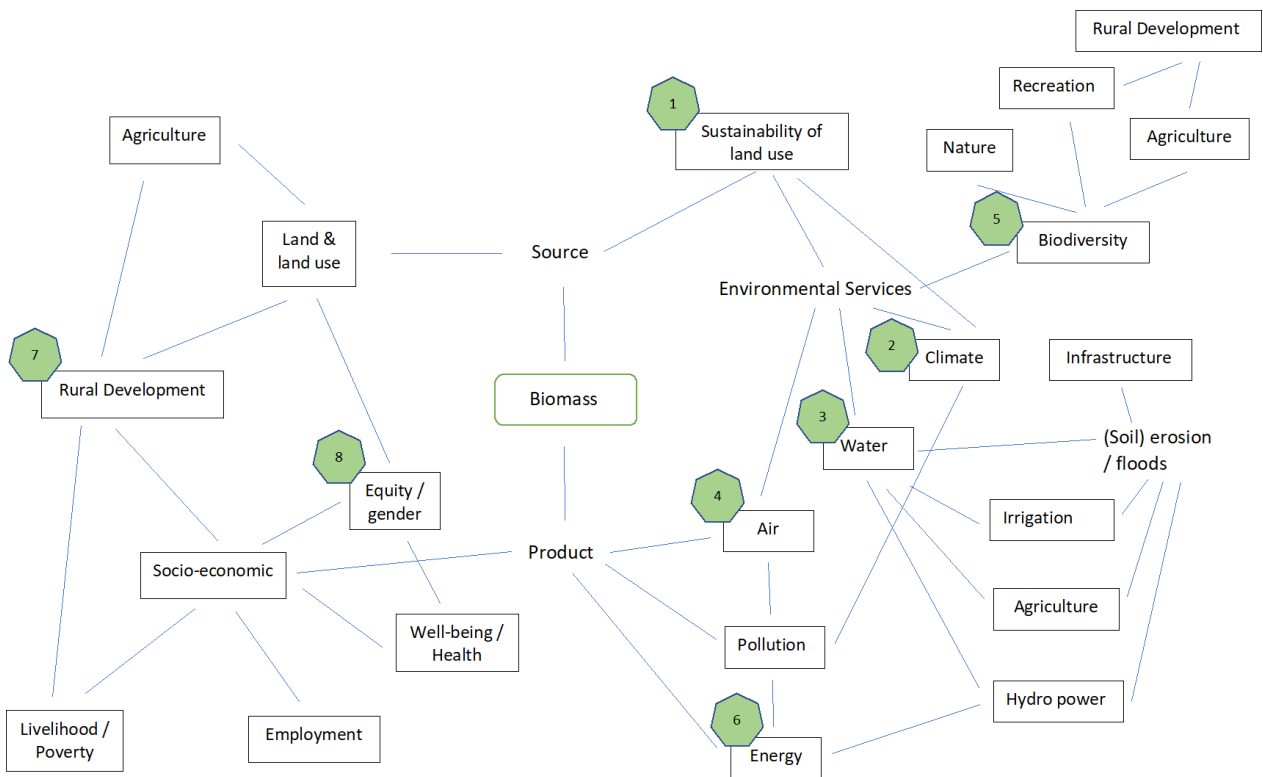 Rural Development
Recreation
1
Agriculture
Sustainability of
land use
Nature
Agriculture
5
Land &
land use
Source
Biodiversity
Environmental Services
7
2
Climate
Infrastructure
Rural Development
Biomass
3
Water
(Soil) erosion
/ floods
8
Equity /
gender
4
Air
Irrigation
Socio-economic
Product
Agriculture
Well-being /
Health
Pollution
Hydro power
6
Livelihood /
Poverty
Employment
Energy